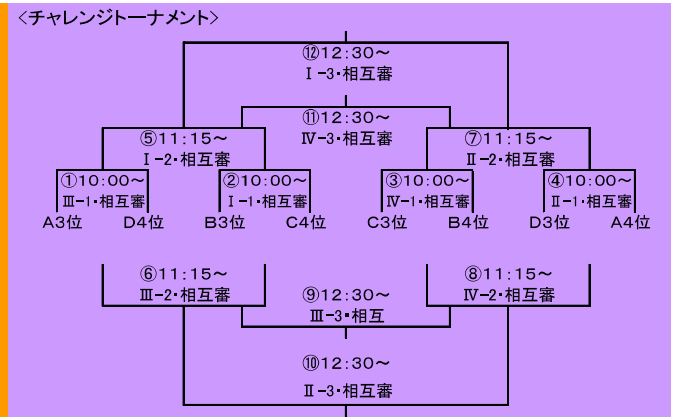 <チャレンジトーナメント>
⑫12:30~
Ⅰ-3・相互審
⑪12:30~
Ⅳ-3・相互審
⑤11:15~
Ⅰ-2・相互審
⑦11:15~
Ⅱ-2・相互審
①10:00~
Ⅲ-1・相互審
②10:00~
Ⅰ-1・相互審
③10:00~
Ⅳ-1・相互審
④10:00~
Ⅱ-1・相互審
A3位 D4位 B3位 C4位 C3位 B4位 D3位 A4位
⑥11:15~
Ⅲ-2・相互審
⑧11:15~
Ⅳ-2・相互審
⑨12:30~
Ⅲ-3・相互
⑩12:30~
Ⅱ-3・相互審